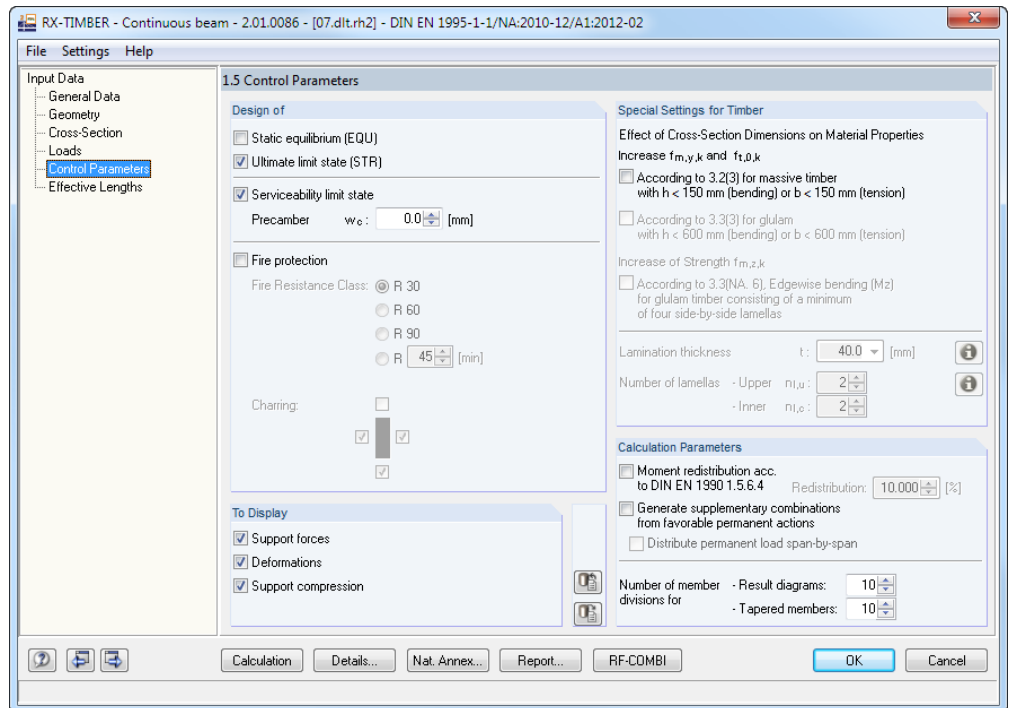 RX-TIMBER - Continuous beam - 2.01.0086 - [07.dlt.rh2] - DIN EN 1995-1-1/NA:2010-12/A1:2012-02
File Settings Help
Input Data
General Data
Geometry
Cross-Section
Loads
Control Parameters
Effective Lengths
1.5 Control Parameters
Design of
Static equilibrium (EQU)
Ultimate limit state (STR)
Serviceability limit state
Precamber wc: 0.0 [mm]
Fire protection
Fire Resistance Class: R 30
R 60
R 90
R 45 [min]
Charring:
To Display
Support forces
Deformations
Support compression
Special Settings for Timber
Effect of Cross-Section Dimensions on Material Properties
Increase fm,y,k and ft,0,k
According to 3.2(3) for massive timber
with h < 150 mm (bending) or b < 150 mm (tension)
According to 3.3(3) for glulam
with h < 600 mm (bending) or b < 600 mm (tension)
Increase of Strength fm,z,k
According to 3.3(NA. 6), Edgewise bending (Mz)
for glulam timber consisting of a minimum
of four side-by-side lamellas
Lamination thickness t: 40.0 [mm]
Number of lamellas - Upper nl,u: 2
- Inner nl,o: 2
Calculation Parameters
Moment redistribution acc.
to DIN EN 1990 1.5.6.4 Redistribution: 10.000 [%]
Generate supplementary combinations
from favorable permanent actions
Distribute permanent load span-by-span
Number of member - Result diagrams: 10
divisions for - Tapered members: 10
Calculation Details... Nat. Annex... Report... RF-COMBI OK Cancel